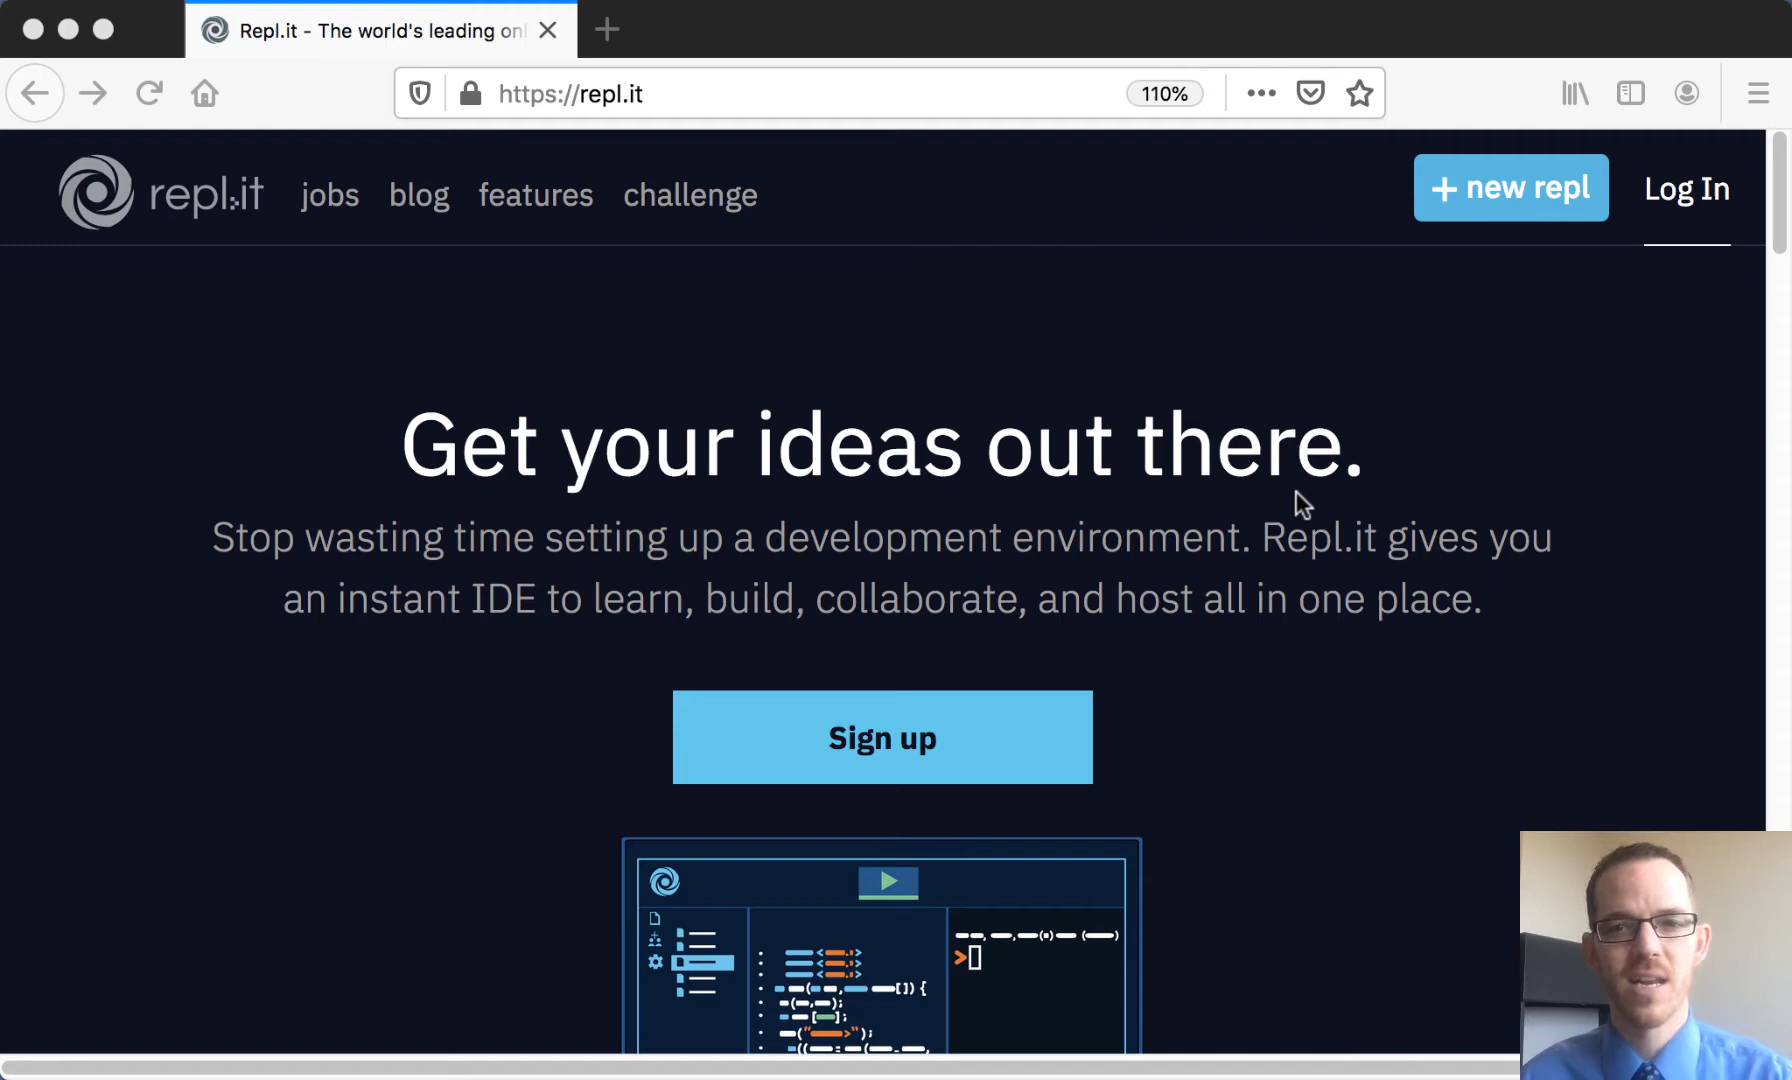 Repl.it - The world's leading onl
https://repl.it
110%
repl.it
jobs blog features challenge
+ new repl
Log In
Get your ideas out there.
Stop wasting time setting up a development environment. Repl.it gives you
an instant IDE to learn, build, collaborate, and host all in one place.
Sign up